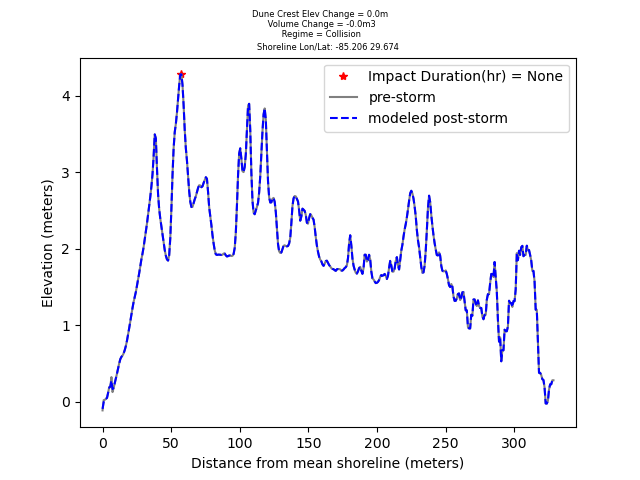 Dune Crest Elev Change = 0.0m
Volume Change = -0.0m3
Regime = Collision
Shoreline Lon/Lat: -85.206 29.674
Impact Duration(hr) = None
pre-storm
modeled post-storm
Elevation (meters)
4
3
2
1
0
0 50 100 150 200 250 300
Distance from mean shoreline (meters)